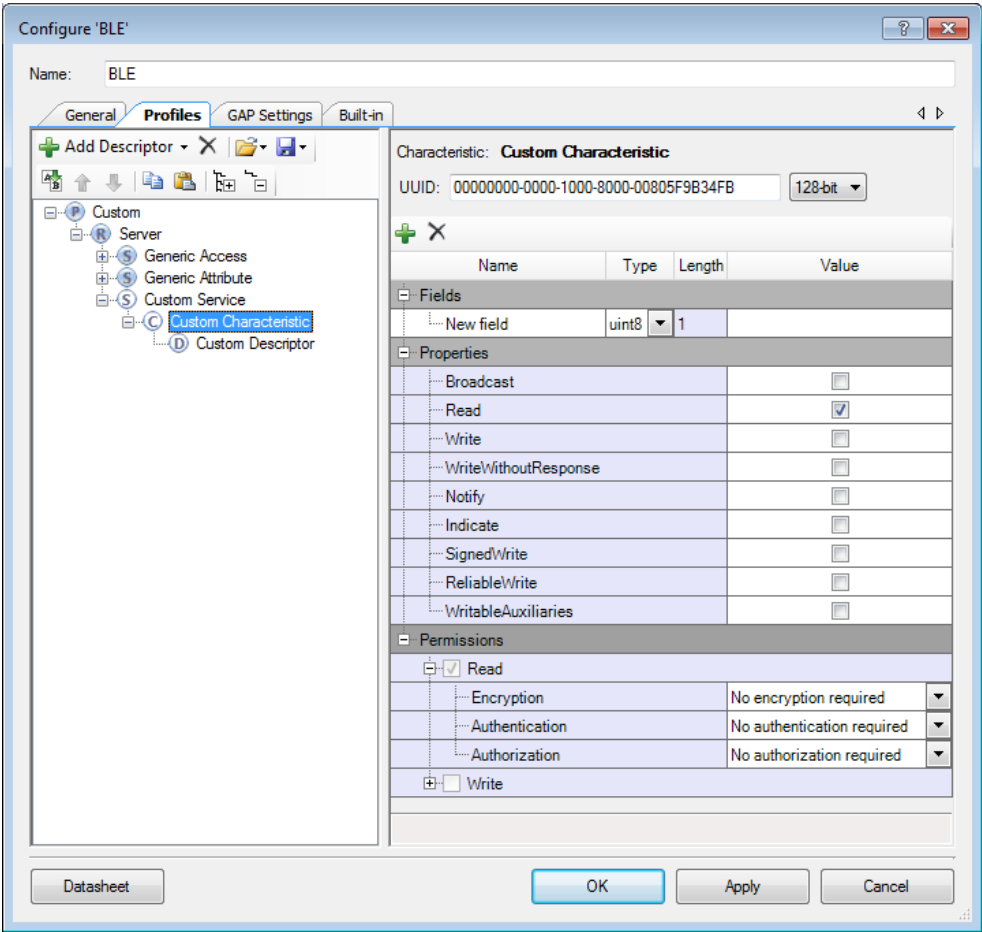 Configure 'BLE'
?
Name: BLE
General Profiles GAP Settings Built-in
Add Descriptor
Characteristic: Custom Characteristic
UUID: 00000000-0000-1000-8000-00805F9B34FB 128-bit
P Custom
R Server
S Generic Access
S Generic Attribute
S Custom Service
C Custom Characteristic
D Custom Descriptor
Name Type Length Value
Fields
New field uint8 1
Properties
Broadcast
Read
Write
WriteWithoutResponse
Notify
Indicate
SignedWrite
ReliableWrite
WritableAuxiliaries
Permissions
Read
Encryption No encryption required
Authentication No authentication required
Authorization No authorization required
Write
Datasheet OK Apply Cancel